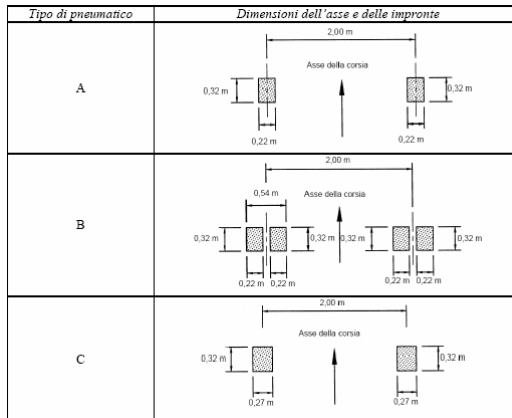 Tipo di pneumatico Dimensioni dell'asse e delle impronte
A
2,00 m
Asse della corsia
0,32 m 0,32 m
0,22 m 0,22 m
B
2,00 m
0,54 m Asse della corsia
0,32 m 0,32 m 0,32 m 0,32 m
0,22 m 0,22 m 0,22 m 0,22 m
C
2,00 m
Asse della corsia
0,32 m 0,32 m
0,27 m 0,27 m